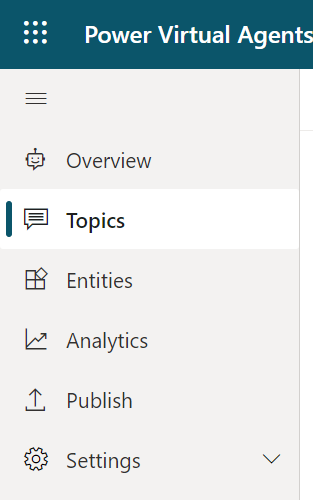 Power Virtual Agents
Overview
Topics
Entities
Analytics
Publish
Settings